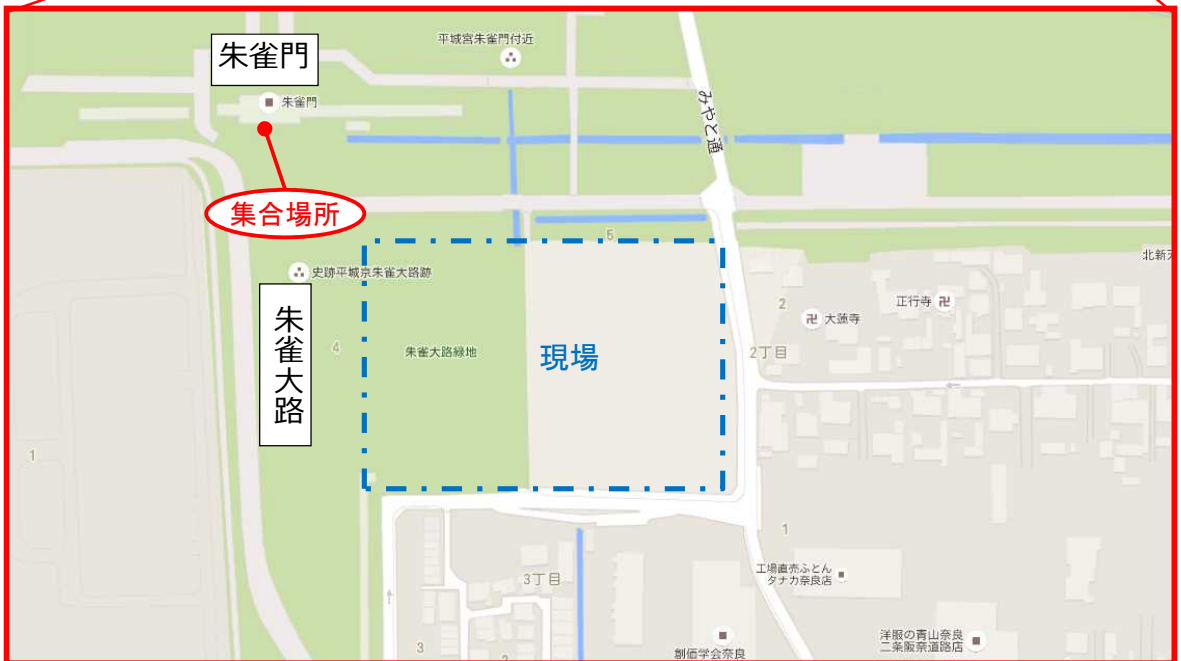 平城宮朱雀門付近
朱雀門
朱雀門
みやと通
集合場所
5
北新
史跡平城京朱雀大路跡
朱雀大路
4
朱雀大路緑地
現場
2
正行寺
大蓮寺
2丁目
1
1
工場直売ふとん
タナカ奈良店
3丁目
3
2
創価学会奈良
洋服の青山奈良
二条阪奈道路店